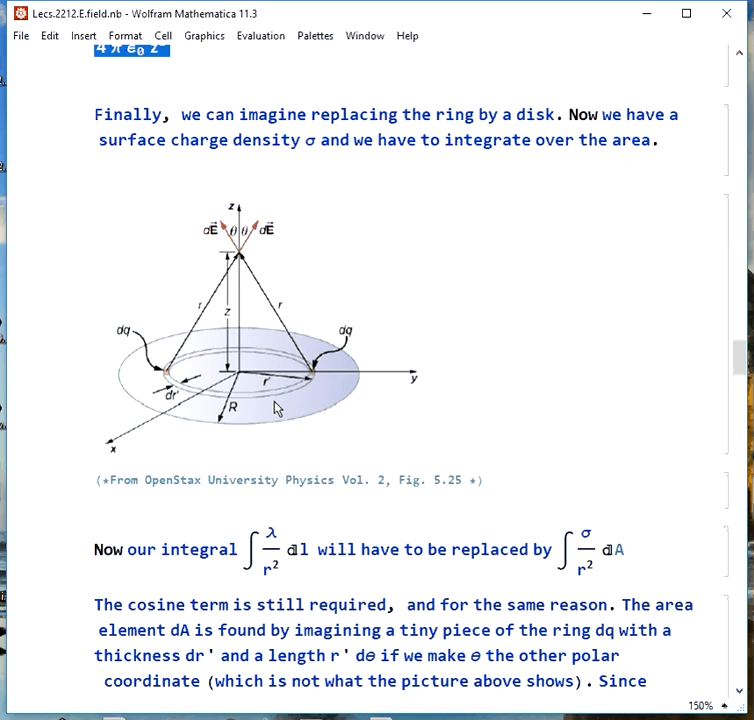 Lecs.2212.E.field.nb - Wolfram Mathematica 11.3
File Edit Insert Format Cell Graphics Evaluation Palettes Window Help
4 π ϵ0 z
Finally, we can imagine replacing the ring by a disk. Now we have a
surface charge density σ and we have to integrate over the area.
z
dE⃗ θ θ dE⃗
r z r
dq dq
r' y
dr' R
x
(*From OpenStax University Physics Vol. 2, Fig. 5.25 *)
Now our integral ∫ λ/r² ⅆl will have to be replaced by ∫ σ/r² ⅆA
The cosine term is still required, and for the same reason. The area
element dA is found by imagining a tiny piece of the ring dq with a
thickness dr' and a length r' dθ if we make θ the other polar
coordinate (which is not what the picture above shows). Since
150%